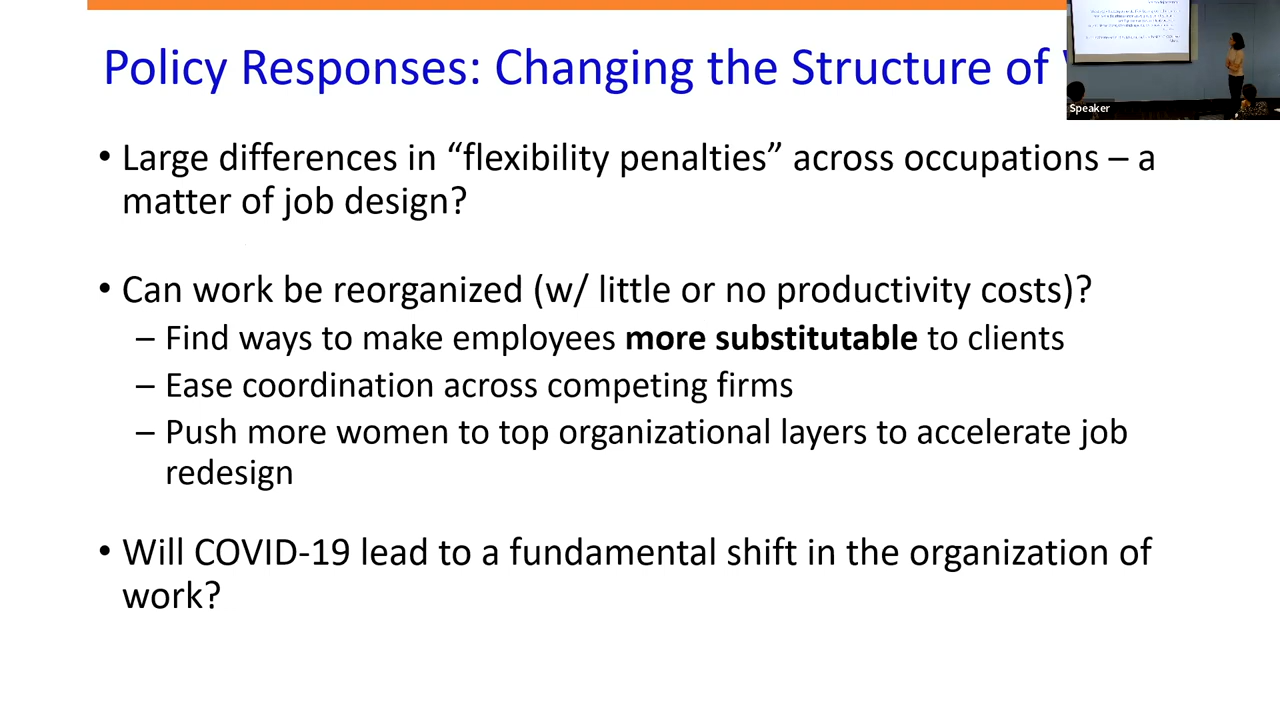 Policy Responses: Changing the Structure of
Speaker
• Large differences in “flexibility penalties” across occupations – a
matter of job design?
• Can work be reorganized (w/ little or no productivity costs)?
– Find ways to make employees more substitutable to clients
– Ease coordination across competing firms
– Push more women to top organizational layers to accelerate job
redesign
• Will COVID-19 lead to a fundamental shift in the organization of
work?